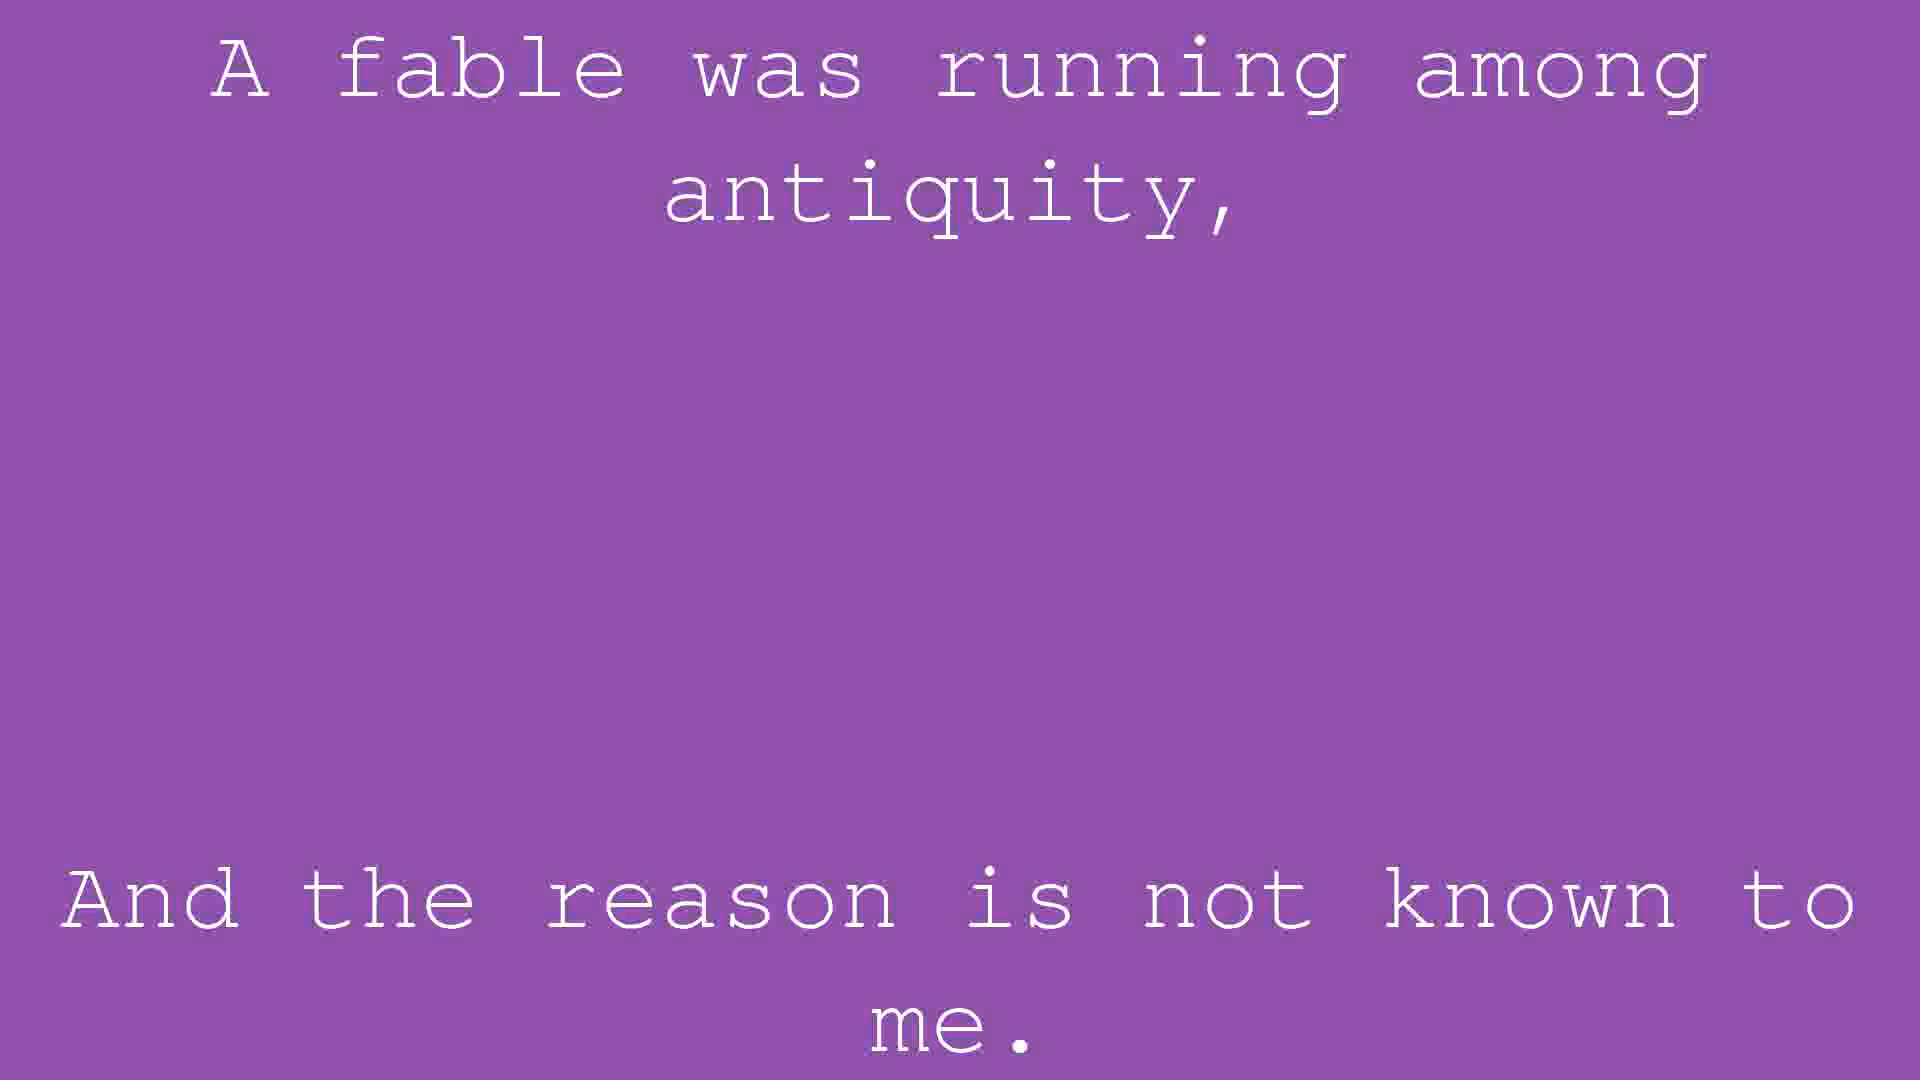 A fable was running among
antiquity,
And the reason is not known to
me.